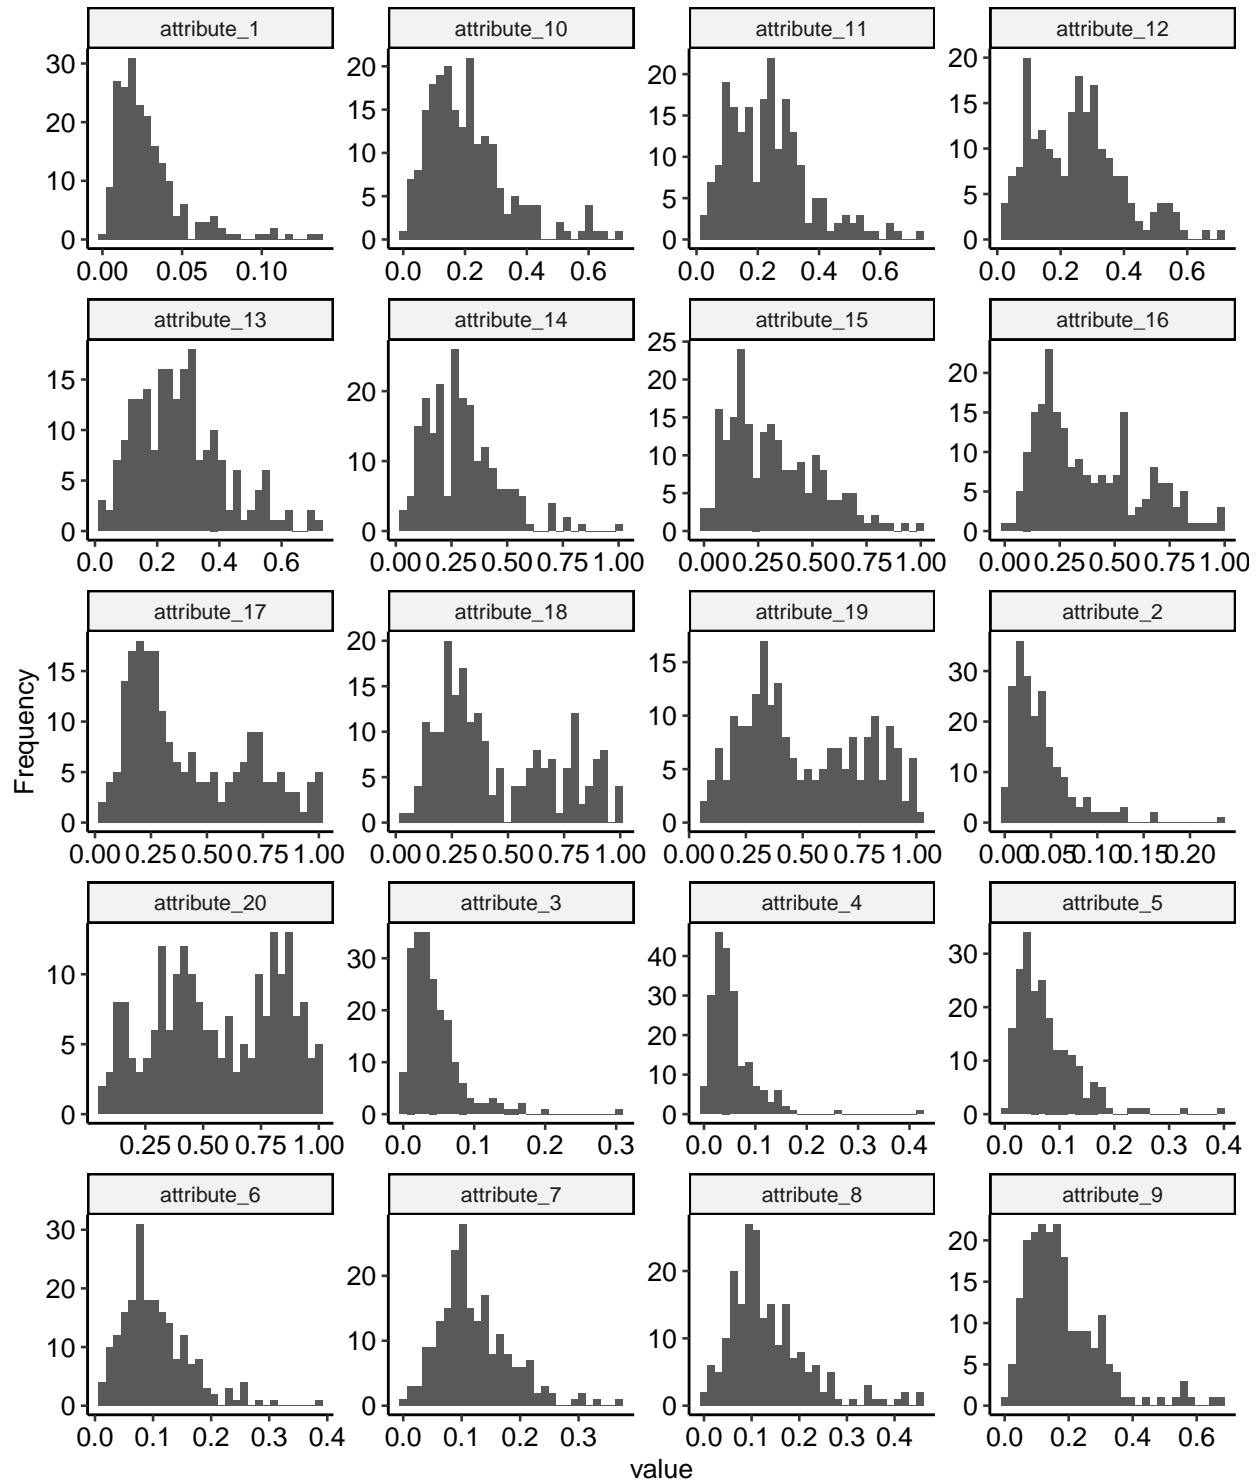 attribute_1 attribute_10 attribute_11 attribute_12
30 20 10 0
20 15 10 5 0
20 15 10 5 0
20 15 10 5 0
0.00 0.05 0.10
0.0 0.2 0.4 0.6
0.0 0.2 0.4 0.6
0.0 0.2 0.4 0.6
attribute_13 attribute_14 attribute_15 attribute_16
15 10 5 0
20 10 0
25 20 15 10 5 0
20 15 10 5 0
0.0 0.2 0.4 0.6
0.00 0.25 0.50 0.75 1.00
0.00 0.25 0.50 0.75 1.00
0.00 0.25 0.50 0.75 1.00
Frequency
attribute_17 attribute_18 attribute_19 attribute_2
15 10 5 0
20 15 10 5 0
15 10 5 0
30 20 10 0
0.00 0.25 0.50 0.75 1.00
0.00 0.25 0.50 0.75 1.00
0.00 0.25 0.50 0.75 1.00
0.00 0.05 0.10 0.15 0.20
attribute_20 attribute_3 attribute_4 attribute_5
10 5 0
30 20 10 0
40 30 20 10 0
30 20 10 0
0.25 0.50 0.75 1.00
0.0 0.1 0.2 0.3
0.0 0.1 0.2 0.3 0.4
0.0 0.1 0.2 0.3 0.4
attribute_6 attribute_7 attribute_8 attribute_9
30 20 10 0
20 10 0
20 10 0
20 15 10 5 0
0.0 0.1 0.2 0.3 0.4
0.0 0.1 0.2 0.3
0.0 0.1 0.2 0.3 0.4
0.0 0.2 0.4 0.6
value